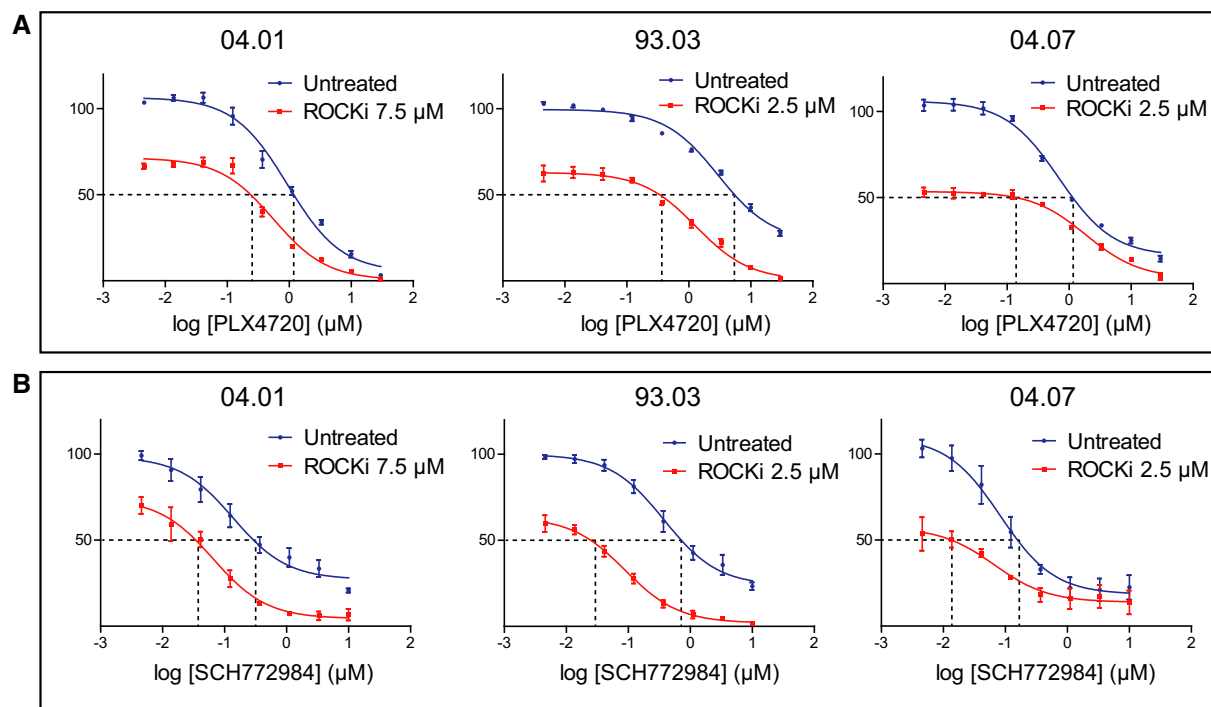 A
04.01
93.03
04.07
Untreated
ROCKi 7.5 µM
Untreated
ROCKi 2.5 µM
Untreated
ROCKi 2.5 µM
100
50
100
50
100
50
-3 -2 -1 0 1 2
-3 -2 -1 0 1 2
-3 -2 -1 0 1 2
log [PLX4720] (µM)
log [PLX4720] (µM)
log [PLX4720] (µM)
B
04.01
93.03
04.07
Untreated
ROCKi 7.5 µM
Untreated
ROCKi 2.5 µM
Untreated
ROCKi 2.5 µM
100
50
100
50
100
50
-3 -2 -1 0 1 2
-3 -2 -1 0 1 2
-3 -2 -1 0 1 2
log [SCH772984] (µM)
log [SCH772984] (µM)
log [SCH772984] (µM)